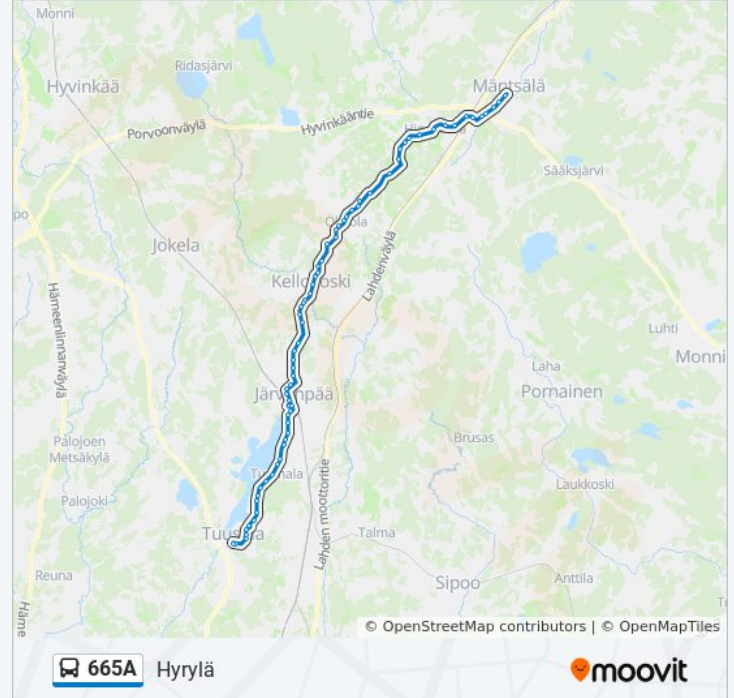 Monni
Ridasjärvi
Hyvinkää
Mäntsälä
Porvoonväylä
Hyvinkääntie
Sääksjärvi
po
Jokela
Lahdenväylä
Hämeenlinnanväylä
Luhti
Monni
Laha
Pornainen
Järvenpää
Palojoen
Metsäkylä
Brusas
Laukkoski
Palojoki
Lahden moottoritie
Talma
Reuna
Sipoo
Anttila
Häme
© OpenStreetMap contributors | © OpenMapTiles
665A Hyrylä
moovit